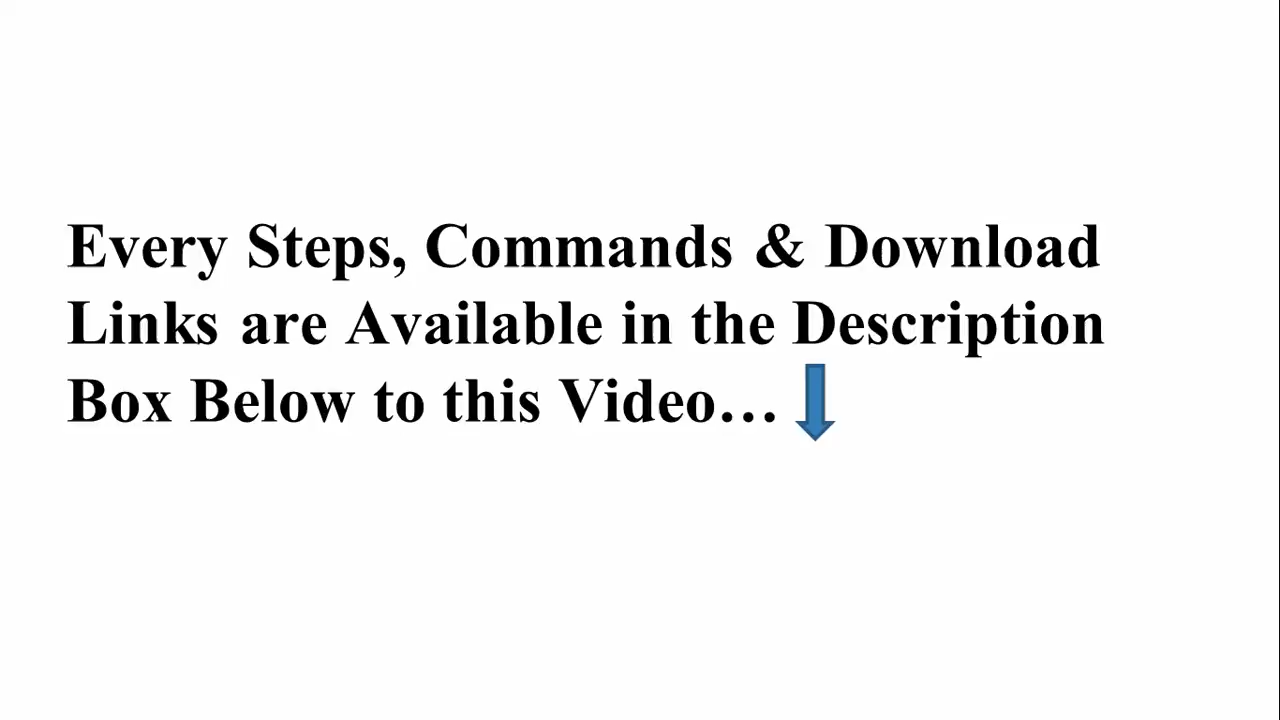 Every Steps, Commands & Download
Links are Available in the Description
Box Below to this Video...